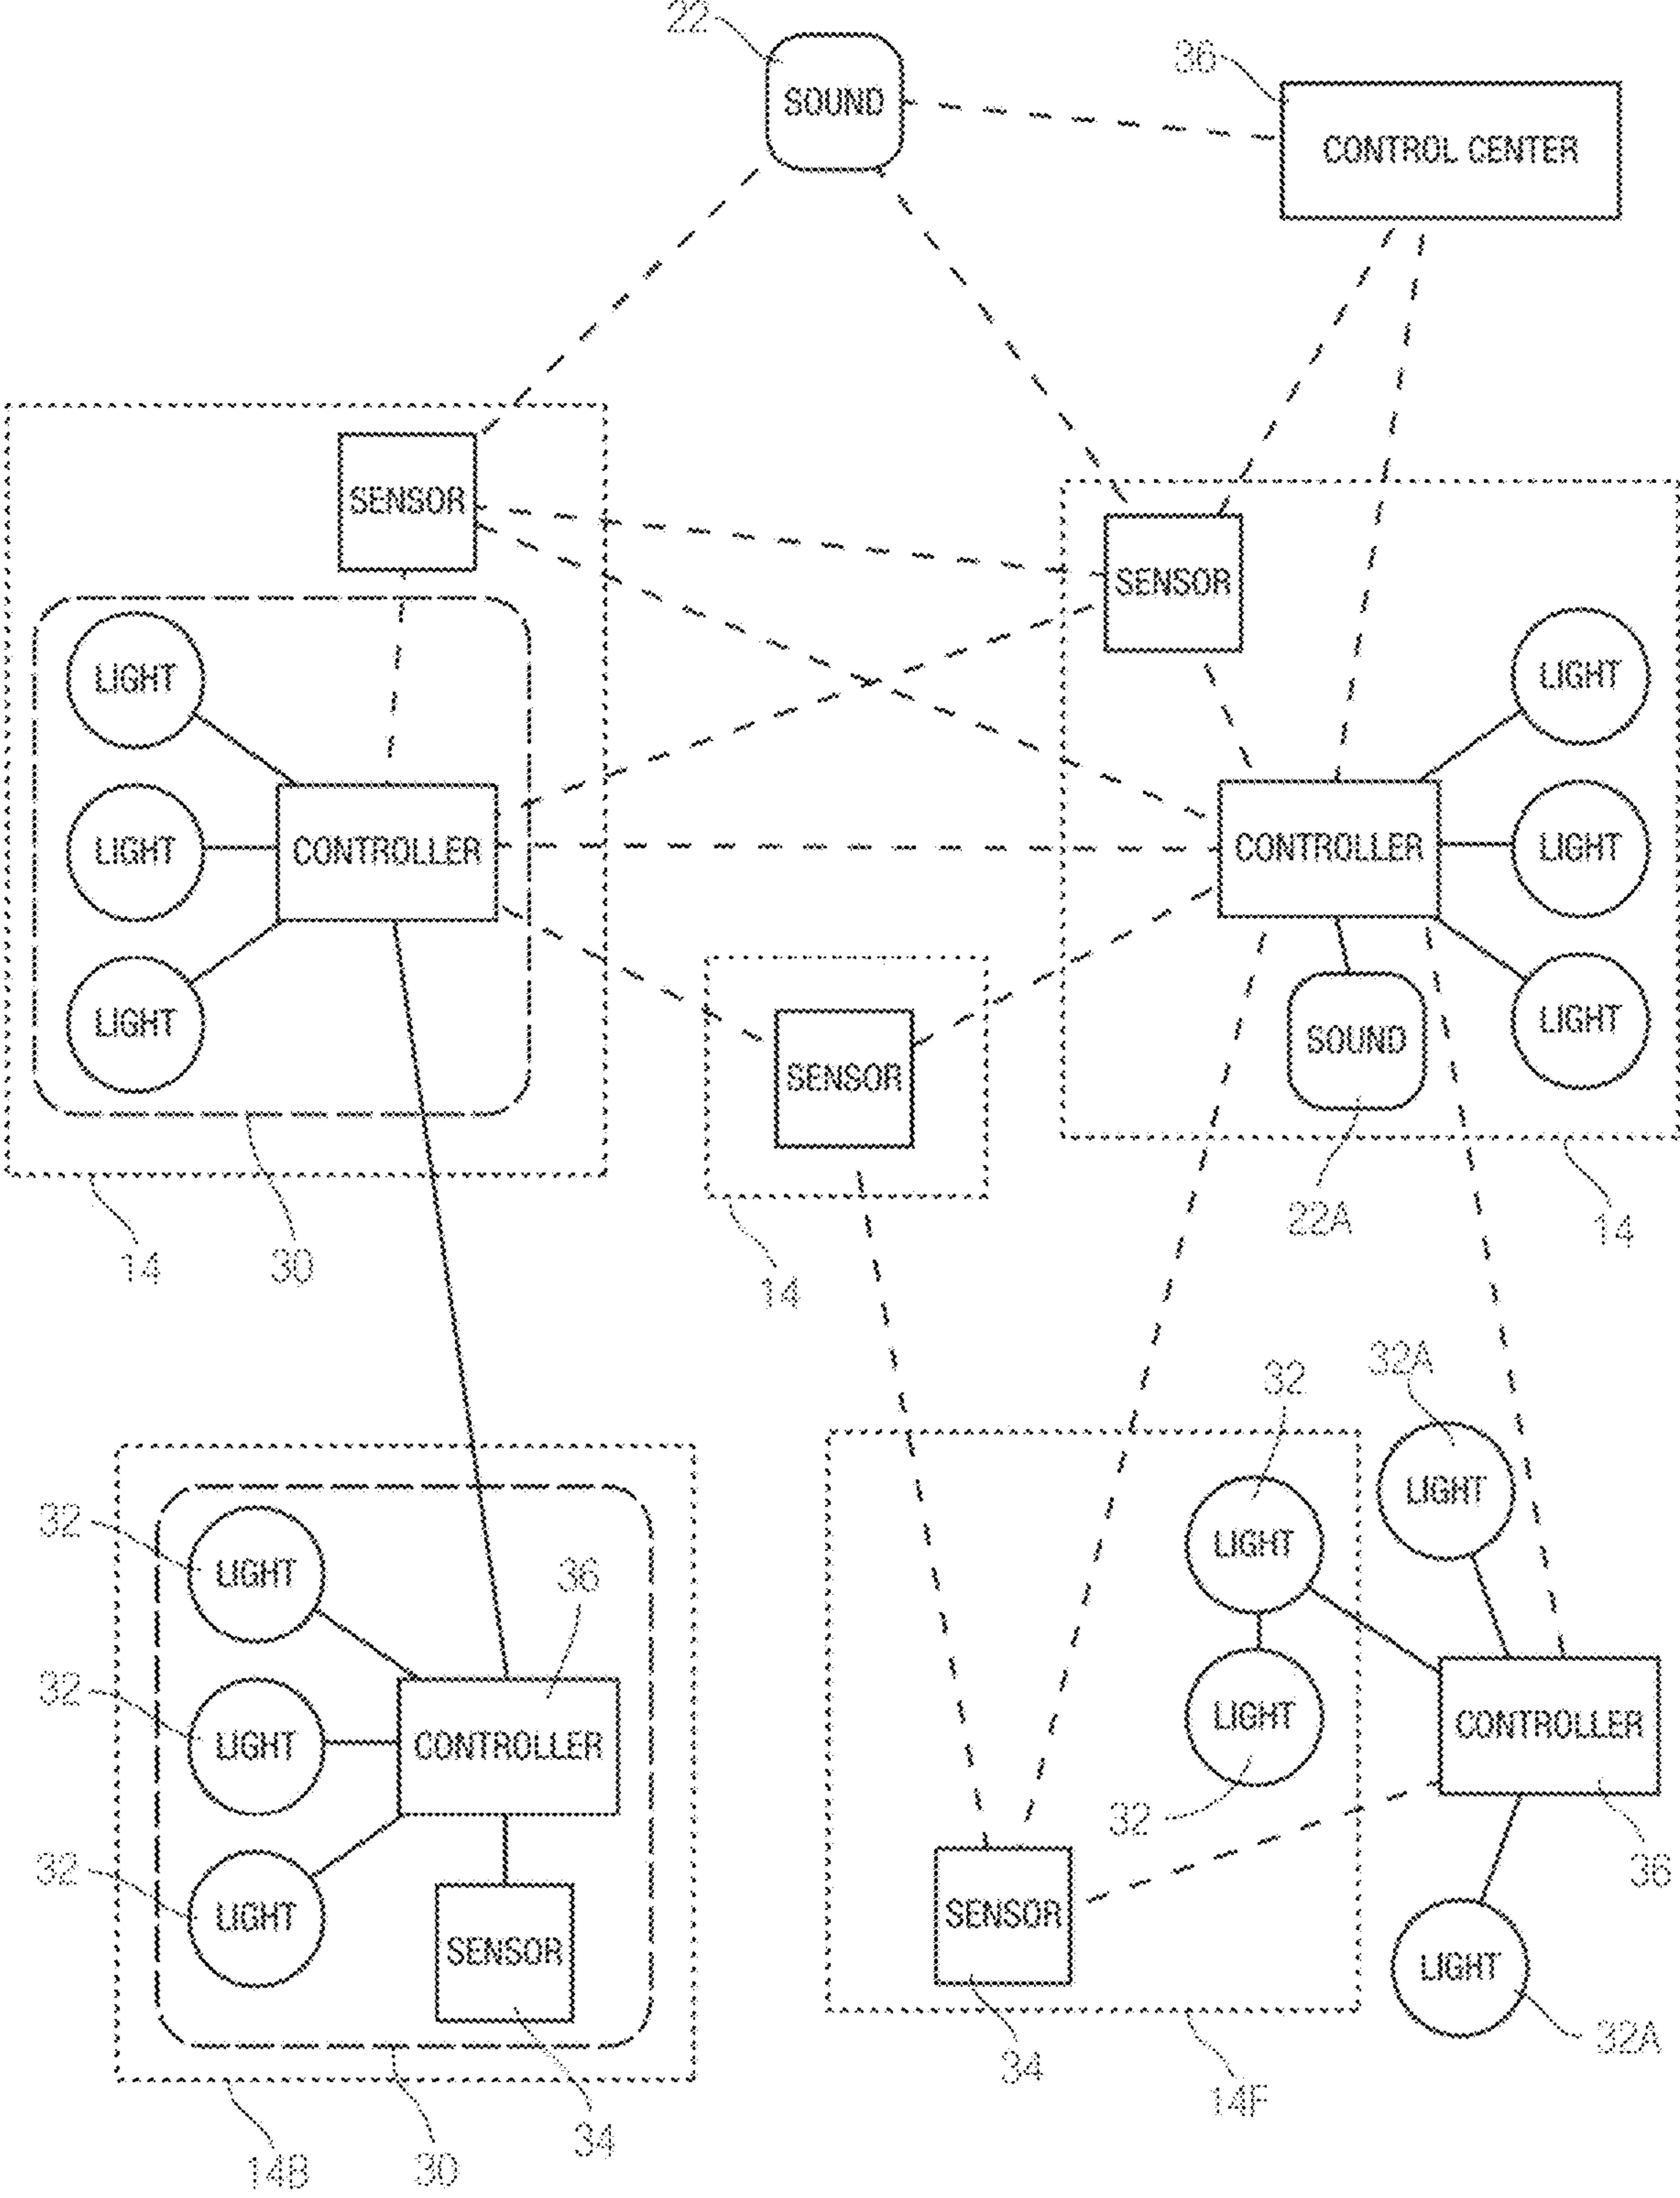 22
36
SOUND
CONTROL CENTER
SENSOR
SENSOR
LIGHT
LIGHT
LIGHT
CONTROLLER
CONTROLLER
LIGHT
LIGHT
LIGHT
SOUND
SENSOR
22A
14
14
30
14
32A
32
LIGHT
32
LIGHT
LIGHT
36
32
LIGHT
CONTROLLER
LIGHT
CONTROLLER
32
32
LIGHT
36
SENSOR
SENSOR
LIGHT
32A
34
14F
34
14B
30